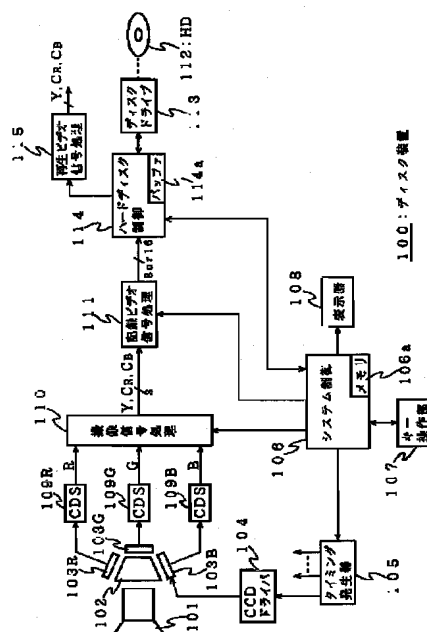 100:ディスク装置
Y,CR,CB
115
再生ビデオ
信号処理
112:HD
ディスク
ドライブ
113
114
ハードディスク
制御
バッファ
114a
8or16
111
記録ビデオ
信号処理
Y,CR,CB
8
110
撮像信号処理
109R
CDS
R
109G
CDS
G
109B
CDS
B
103R
103G
103B
102
101
104
CCD
ドライバ
105
タイミング
発生器
106
システム制御
メモリ
106a
107
キー
操作部
108
表示部